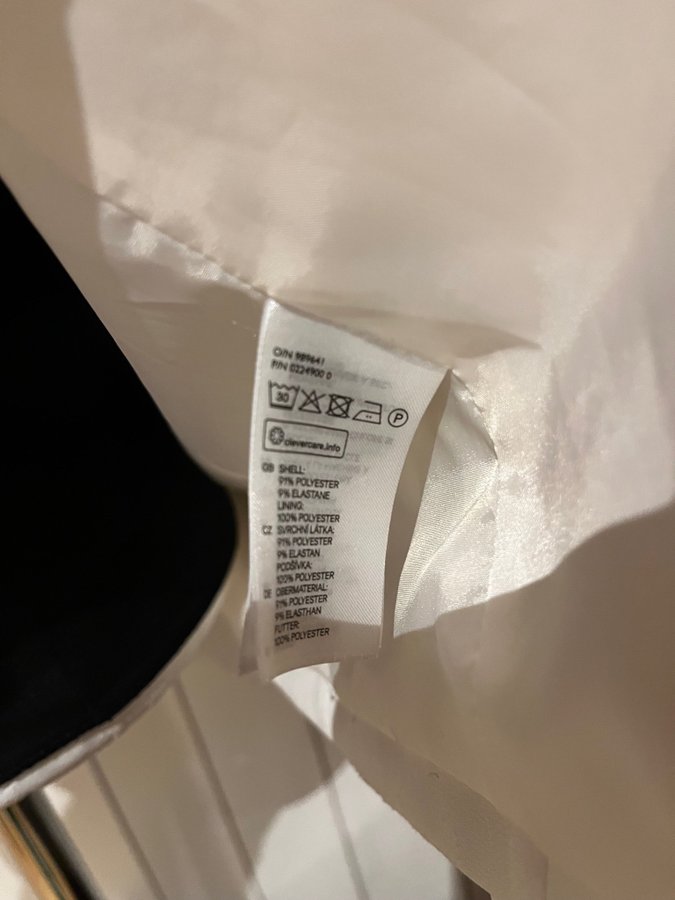 O/N 989641
P/N 0224900 0
30
P
clevercare.info
GB SHELL:
91% POLYESTER
9% ELASTANE
LINING:
100% POLYESTER
CZ SVRCHNÍ LÁTKA:
91% POLYESTER
9% ELASTAN
PODŠÍVKA:
100% POLYESTER
DE OBERMATERIAL:
91% POLYESTER
9% ELASTHAN
FUTTER:
100% POLYESTER